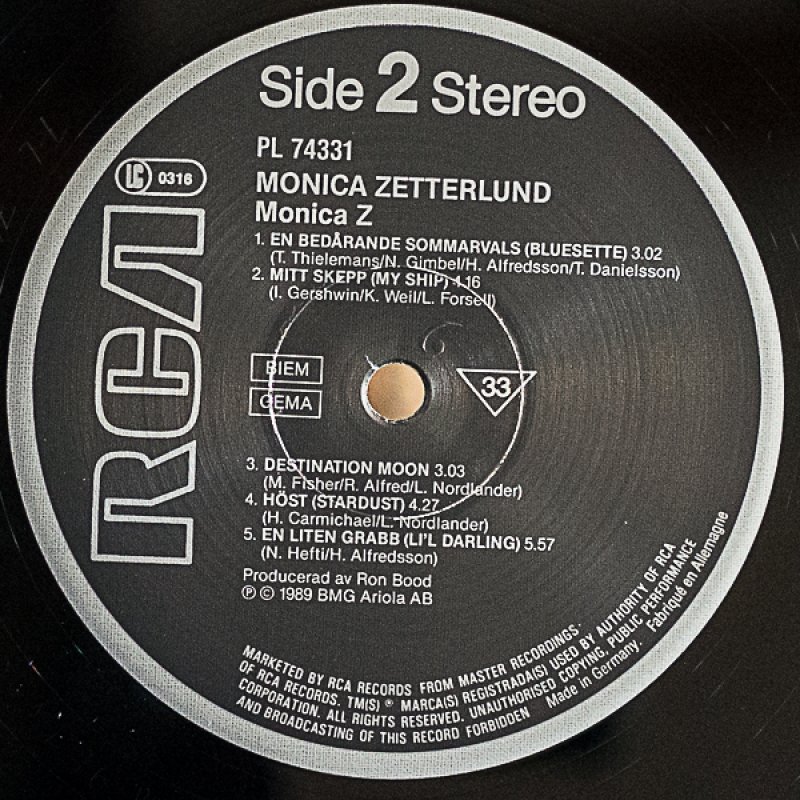 Side 2 Stereo
PL 74331
LC 0316
MONICA ZETTERLUND
Monica Z
1. EN BEDÅRANDE SOMMARVALS (BLUESETTE) 3.02
(T. Thielemans/N. Gimbel/H. Alfredsson/T. Danielsson)
2. MITT SKEPP (MY SHIP) 4.16
(I. Gershwin/K. Weil/L. Forsell)
RCA
BIEM
GEMA
33
3. DESTINATION MOON 3.03
(M. Fisher/R. Alfred/L. Nordlander)
4. HÖST (STARDUST) 4.27
(H. Carmichael/L. Nordlander)
5. EN LITEN GRABB (LI'L DARLING) 5.57
(N. Hefti/H. Alfredsson)
Producerad av Ron Bood
Ⓟ © 1989 BMG Ariola AB
MARKETED BY RCA RECORDS FROM MASTER RECORDINGS
OF RCA RECORDS. TM(S) ® MARCA(S) REGISTRADA(S) USED BY AUTHORITY OF RCA
CORPORATION. ALL RIGHTS RESERVED. UNAUTHORISED COPYING, PUBLIC PERFORMANCE
AND BROADCASTING OF THIS RECORD FORBIDDEN Made in Germany. Fabriqué en Allemagne